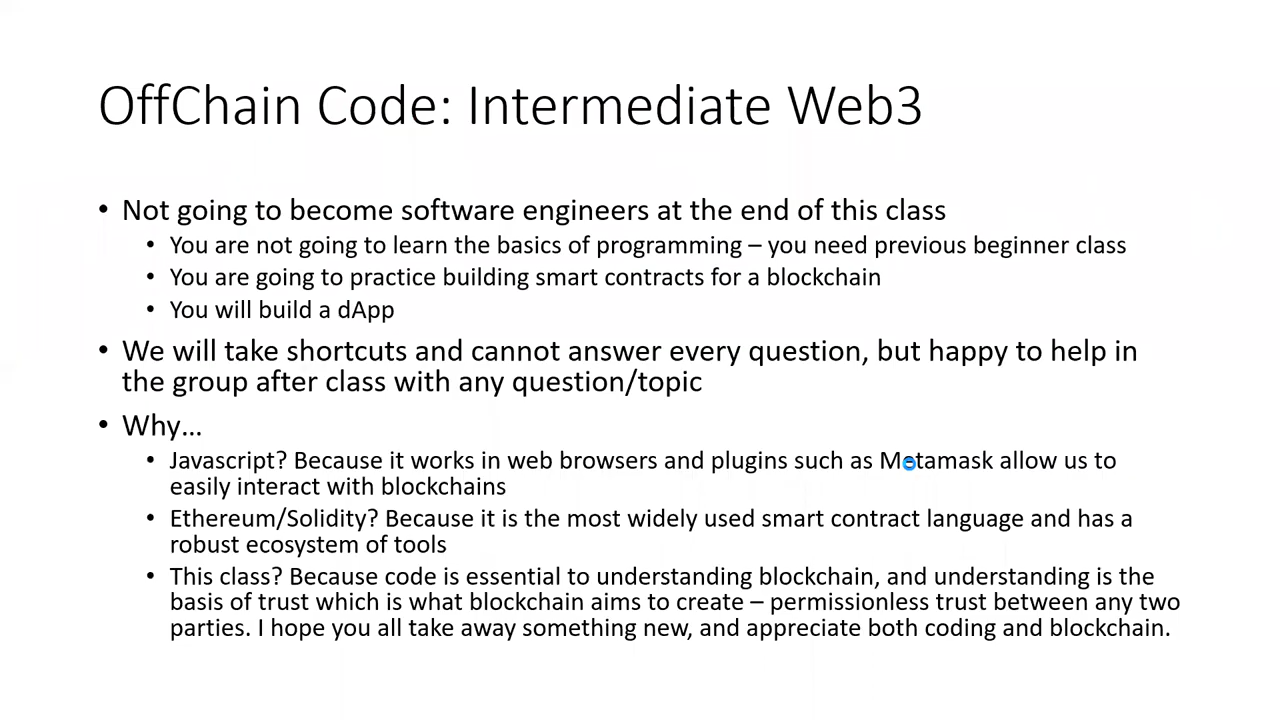 OffChain Code: Intermediate Web3
• Not going to become software engineers at the end of this class
• You are not going to learn the basics of programming – you need previous beginner class
• You are going to practice building smart contracts for a blockchain
• You will build a dApp
• We will take shortcuts and cannot answer every question, but happy to help in
the group after class with any question/topic
• Why...
• Javascript? Because it works in web browsers and plugins such as Metamask allow us to
easily interact with blockchains
• Ethereum/Solidity? Because it is the most widely used smart contract language and has a
robust ecosystem of tools
• This class? Because code is essential to understanding blockchain, and understanding is the
basis of trust which is what blockchain aims to create – permissionless trust between any two
parties. I hope you all take away something new, and appreciate both coding and blockchain.